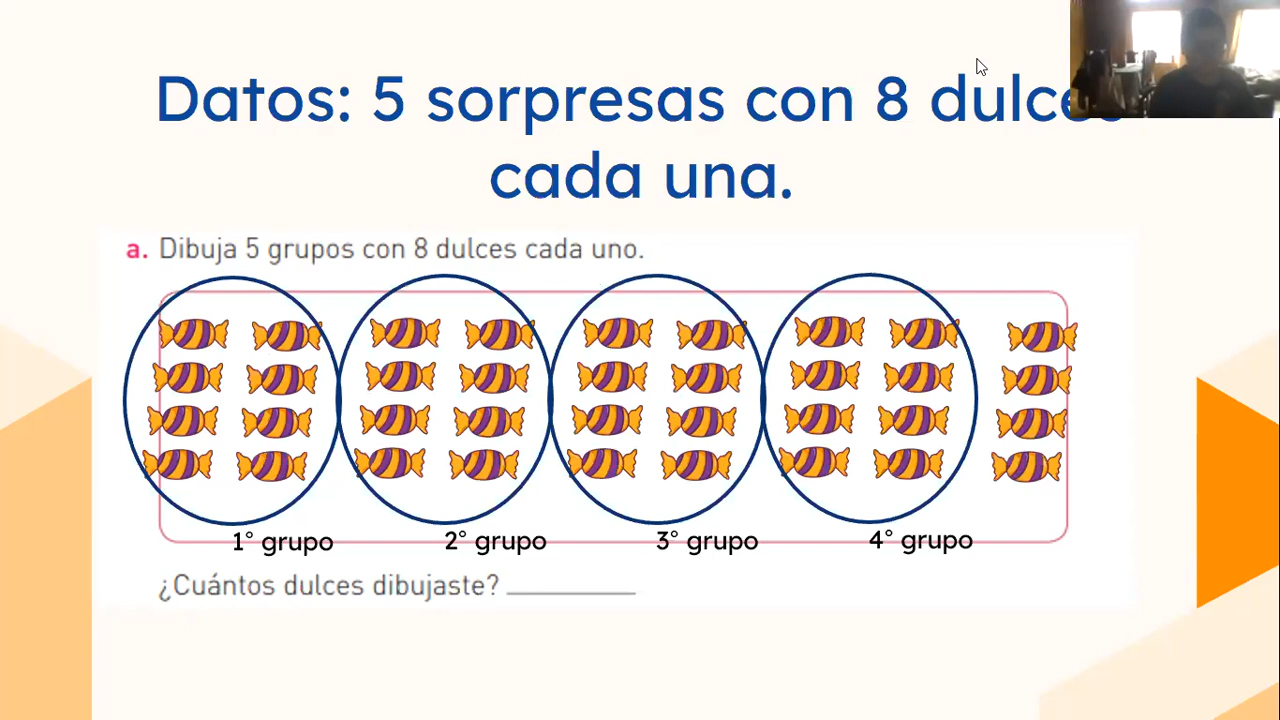 Datos: 5 sorpresas con 8 dulces
cada una.
a. Dibuja 5 grupos con 8 dulces cada uno.
1° grupo 2° grupo 3° grupo 4° grupo
¿Cuántos dulces dibujaste? __________